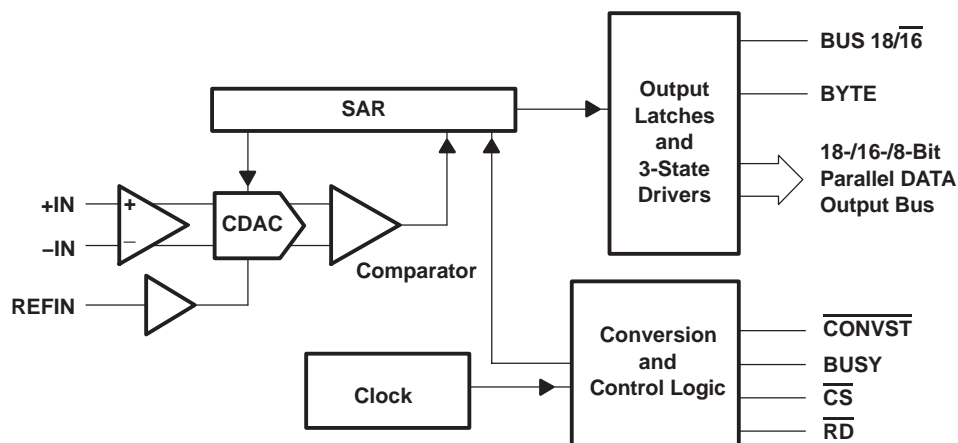 BUS 18/16
BYTE
18-/16-/8-Bit
Parallel DATA
Output Bus
Output
Latches
and
3-State
Drivers
SAR
+IN
–IN
+
–
CDAC
Comparator
REFIN
Clock
Conversion
and
Control Logic
CONVST
BUSY
CS
RD